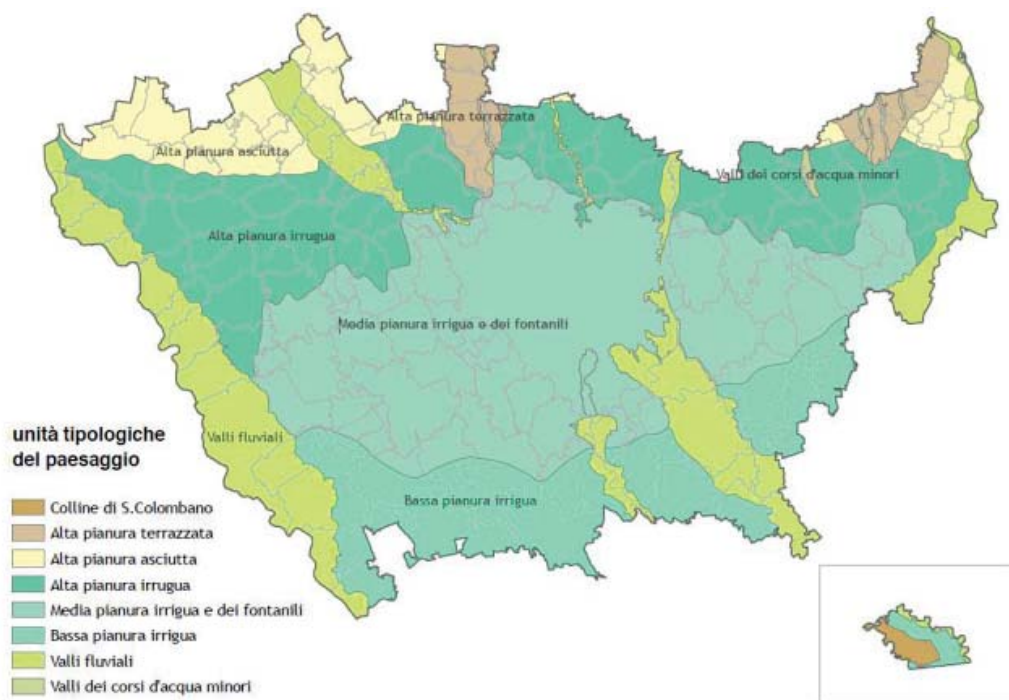 Alta pianura terrazzata
Alta pianura asciutta
Valli dei corsi d'acqua minori
Alta pianura irrugua
Media pianura irrigua e dei fontanili
Valli fluviali
Bassa pianura irrigua
unità tipologiche
del paesaggio
Colline di S.Colombano
Alta pianura terrazzata
Alta pianura asciutta
Alta pianura irrugua
Media pianura irrigua e dei fontanili
Bassa pianura irrigua
Valli fluviali
Valli dei corsi d'acqua minori